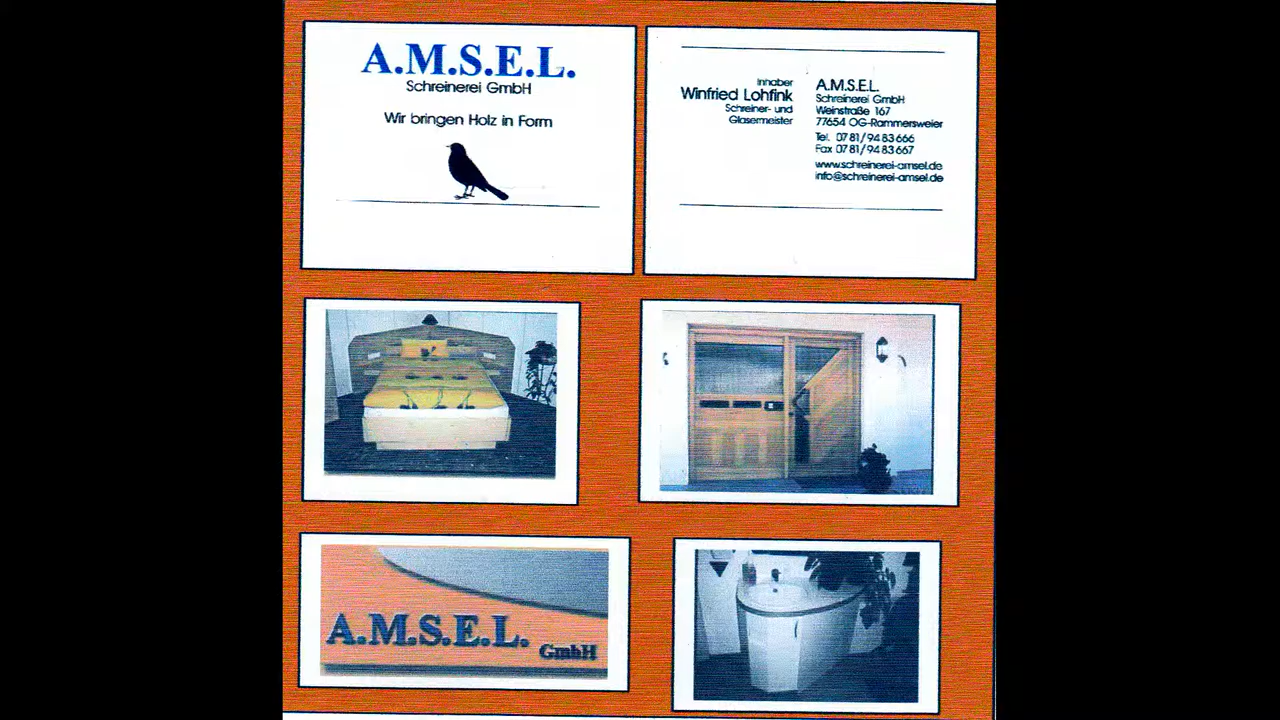 A.M.S.E.L.
Schreinerei GmbH
Wir bringen Holz in Form
Inhaber
Winfried Lohfink
Schreiner- und
Glasermeister
A.M.S.E.L.
Schreinerei GmbH
Weinstraße 167
77654 OG-Rammersweier
Tel. 07 81/94 83 666
Fax 07 81/94 83 667
www.schreinerei-amsel.de
info@schreinerei-amsel.de
A.M.S.E.L.
GmbH